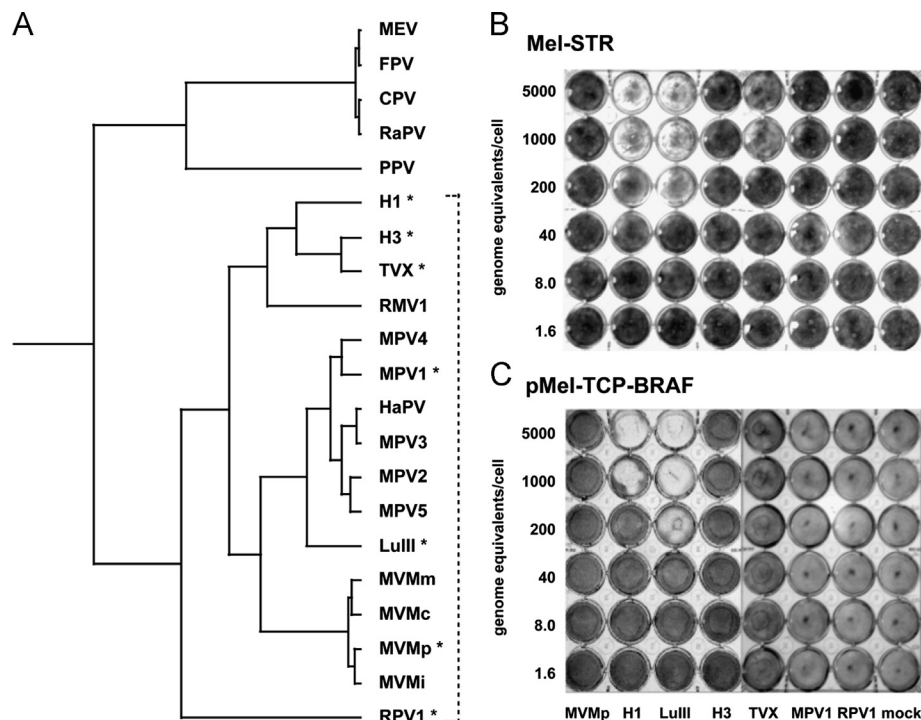 A
MEV
FPV
CPV
RaPV
PPV
H1 *
H3 *
TVX *
RMV1
MPV4
MPV1 *
HaPV
MPV3
MPV2
MPV5
LuIII *
MVMm
MVMc
MVMp *
MVMi
RPV1 *
B
Mel-STR
genome equivalents/cell
5000
1000
200
40
8.0
1.6
C
pMel-TCP-BRAF
genome equivalents/cell
5000
1000
200
40
8.0
1.6
MVMp H1 LuIII H3 TVX MPV1 RPV1 mock